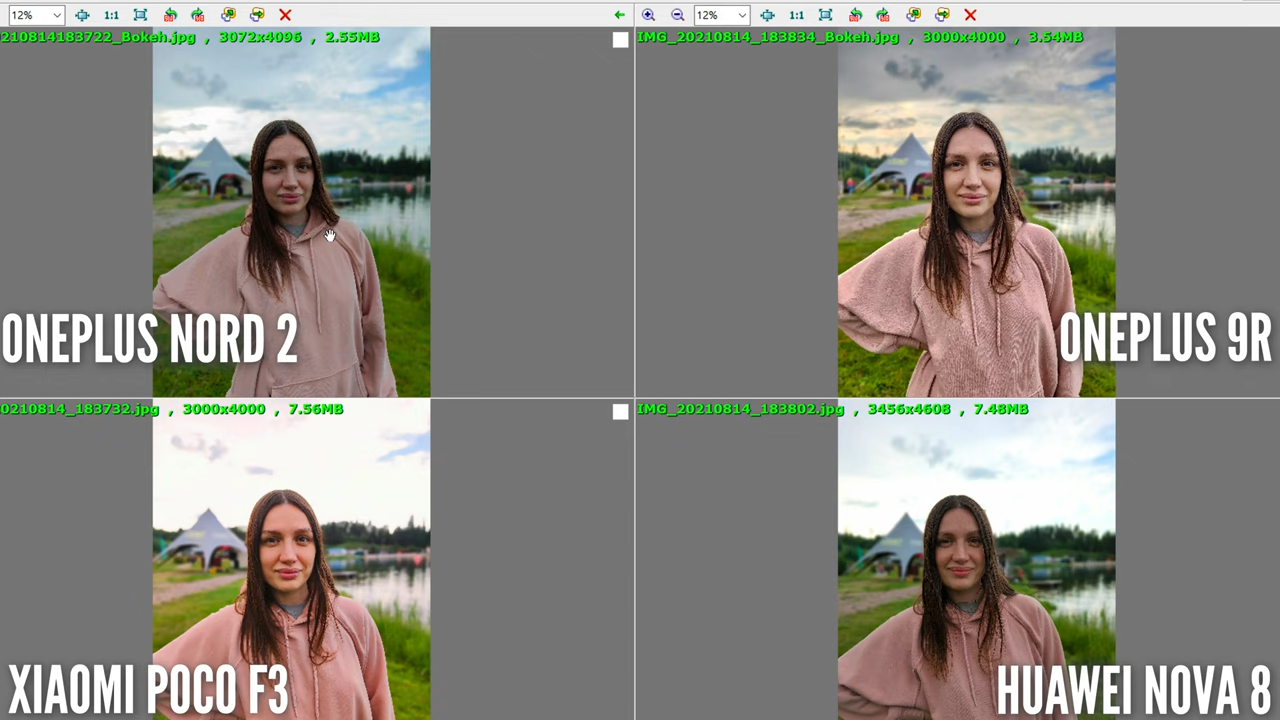 12%
1:1
12%
1:1
210814183722_Bokeh.jpg , 3072x4096 , 2.55MB
IMG_20210814_183834_Bokeh.jpg , 3000x4000 , 3.54MB
ONEPLUS NORD 2
ONEPLUS 9R
0210814_183732.jpg , 3000x4000 , 7.56MB
IMG_20210814_183802.jpg , 3456x4608 , 7.48MB
XIAOMI POCO F3
HUAWEI NOVA 8